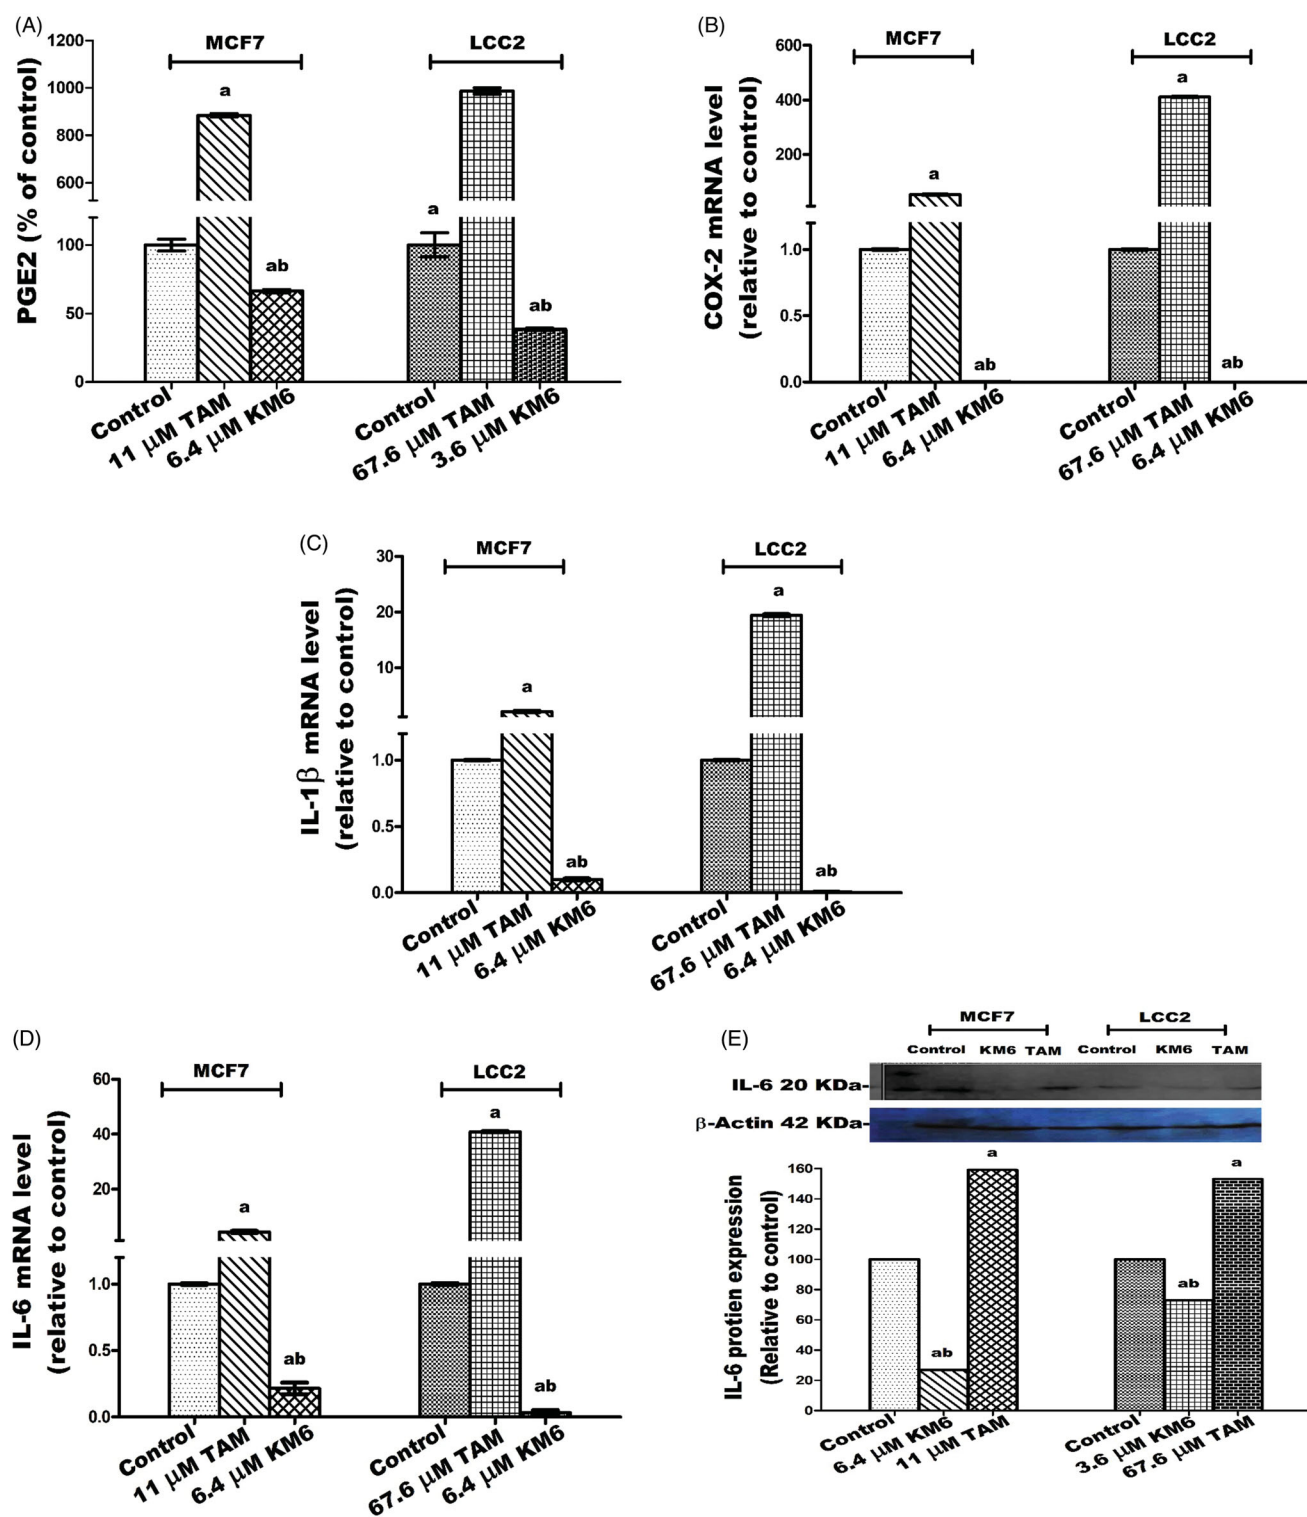 (A)
MCF7
LCC2
PGE2 (% of control)
1200
1000
800
600
100
50
0
a
ab
a
ab
Control
11 μM TAM
6.4 μM KM6
Control
67.6 μM TAM
3.6 μM KM6
(B)
MCF7
LCC2
COX-2 mRNA level
(relative to control)
600
400
200
1.0
0.5
0.0
a
ab
a
ab
Control
11 μM TAM
6.4 μM KM6
Control
67.6 μM TAM
6.4 μM KM6
(C)
MCF7
LCC2
IL-1β mRNA level
(relative to control)
30
20
10
1.0
0.5
0.0
a
ab
a
ab
Control
11 μM TAM
6.4 μM KM6
Control
67.6 μM TAM
6.4 μM KM6
(D)
MCF7
LCC2
IL-6 mRNA level
(relative to control)
60
40
20
1.0
0.5
0.0
a
ab
a
ab
Control
11 μM TAM
6.4 μM KM6
Control
67.6 μM TAM
6.4 μM KM6
(E)
MCF7
LCC2
Control KM6 TAM Control KM6 TAM
IL-6 20 KDa
β-Actin 42 KDa
IL-6 protien expression
(Relative to control)
160
140
120
100
80
60
40
20
0
ab
a
ab
a
Control
6.4 μM KM6
11 μM TAM
Control
3.6 μM KM6
67.6 μM TAM